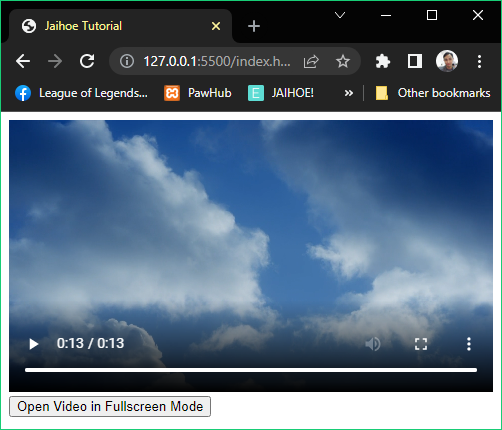 Jaihoe Tutorial
127.0.0.1:5500/index.h...
League of Legends... PawHub E JAIHOE! » Other bookmarks
0:13 / 0:13
Open Video in Fullscreen Mode